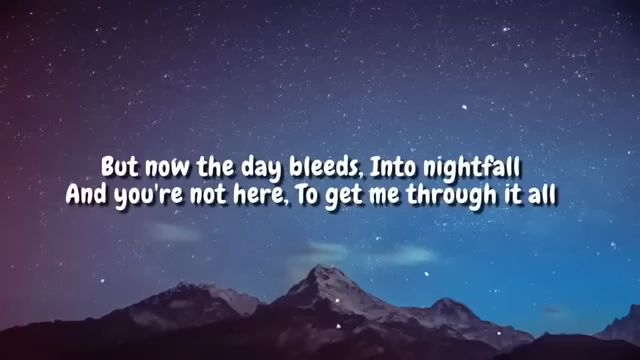 But now the day bleeds, Into nightfall
And you're not here, To get me through it all